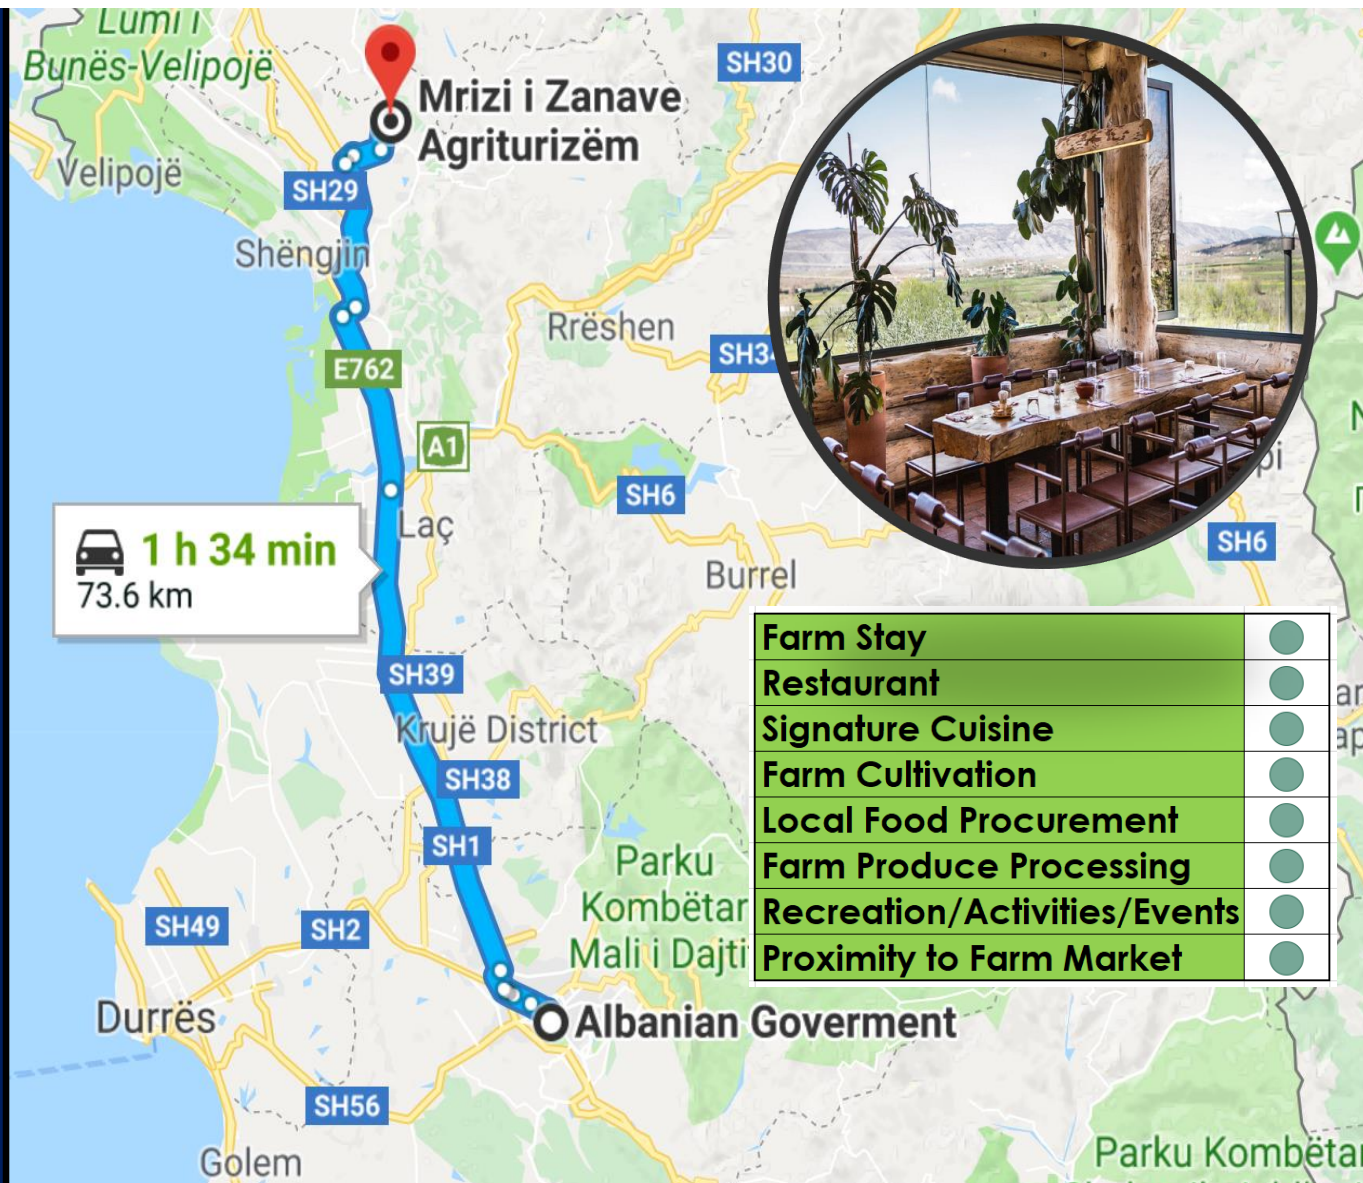 Lumi i
Bunës-Velipojë
SH30
Mrizi i Zanave
Agriturizëm
Velipojë
SH29
Shëngjin
Rrëshen
E762
A1
SH6
Laç
1 h 34 min
73.6 km
SH6
Burrel
SH39
Krujë District
SH38
SH1
Parku
Kombëtar
Mali i Dajti
SH49
SH2
Durrës
Albanian Goverment
SH56
Golem
Parku Kombëtar
Farm Stay
Restaurant
Signature Cuisine
Farm Cultivation
Local Food Procurement
Farm Produce Processing
Recreation/Activities/Events
Proximity to Farm Market